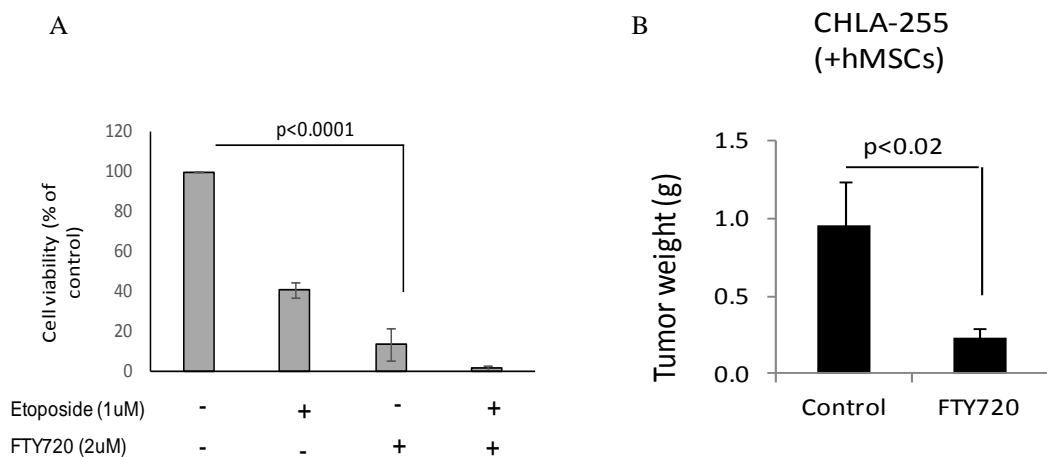 A
p<0.0001
Cell viability (% of
control)
120
100
80
60
40
20
0
Etoposide (1uM) - + - +
FTY720 (2uM) - - + +
B
CHLA-255
(+hMSCs)
p<0.02
Tumor weight (g)
1.5
1.0
0.5
0.0
Control FTY720